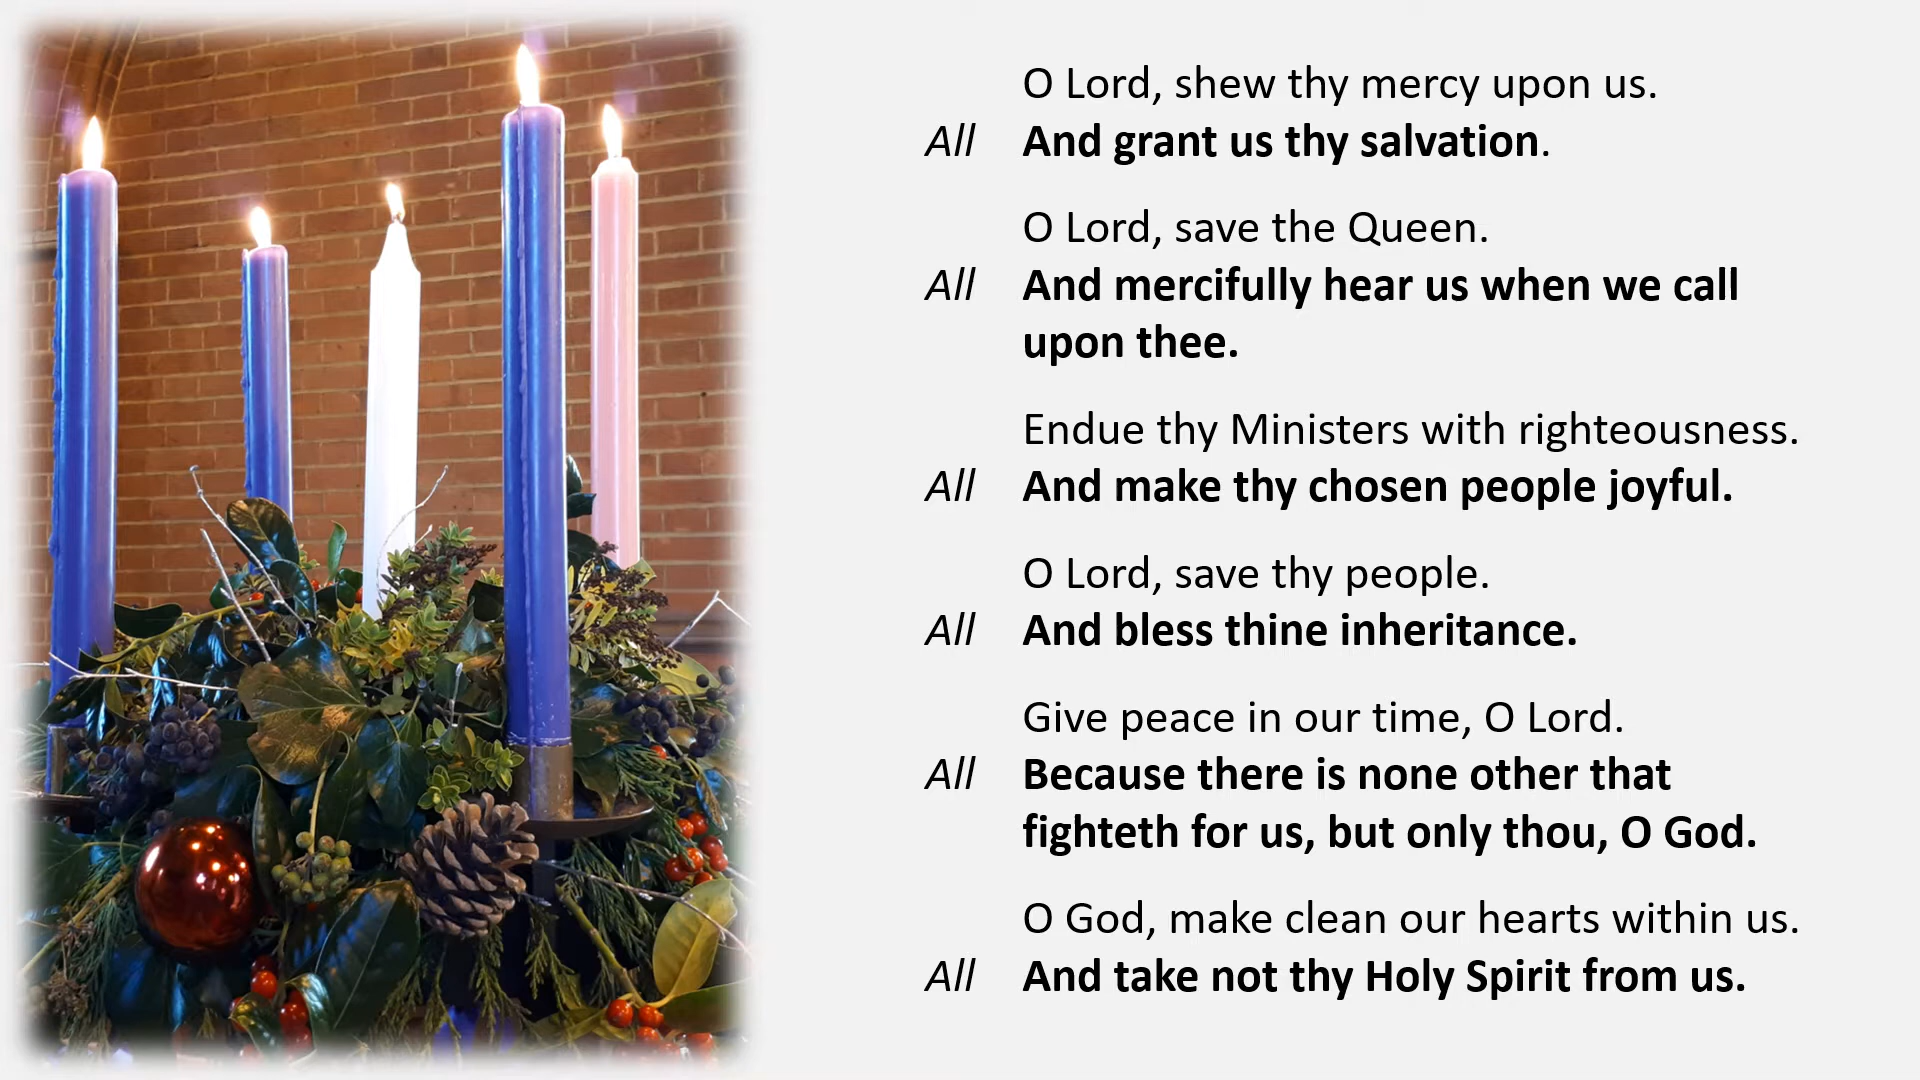 O Lord, shew thy mercy upon us.
All And grant us thy salvation.
O Lord, save the Queen.
All And mercifully hear us when we call
upon thee.
Endue thy Ministers with righteousness.
All And make thy chosen people joyful.
O Lord, save thy people.
All And bless thine inheritance.
Give peace in our time, O Lord.
All Because there is none other that
fighteth for us, but only thou, O God.
O God, make clean our hearts within us.
All And take not thy Holy Spirit from us.